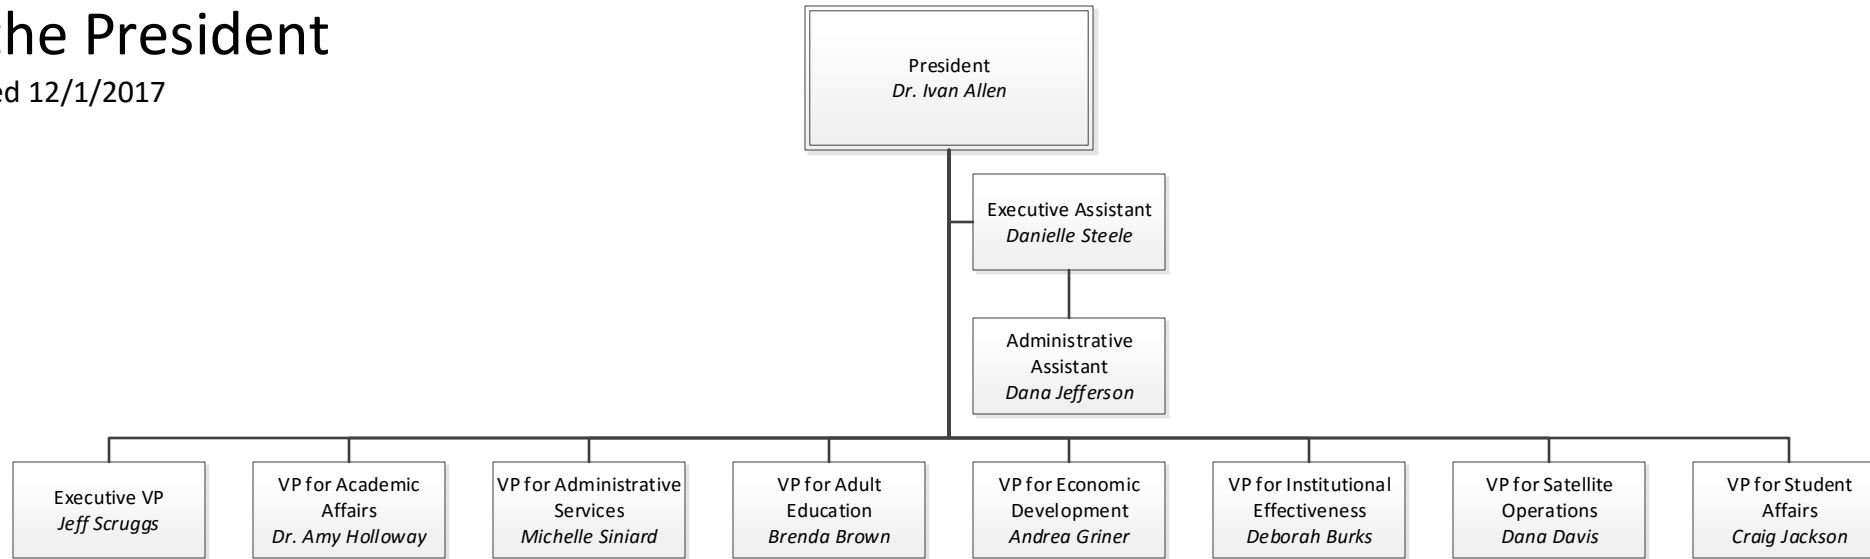 the President
ed 12/1/2017
President
Dr. Ivan Allen
Executive Assistant
Danielle Steele
Administrative
Assistant
Dana Jefferson
Executive VP
Jeff Scruggs
VP for Academic
Affairs
Dr. Amy Holloway
VP for Administrative
Services
Michelle Siniard
VP for Adult
Education
Brenda Brown
VP for Economic
Development
Andrea Griner
VP for Institutional
Effectiveness
Deborah Burks
VP for Satellite
Operations
Dana Davis
VP for Student
Affairs
Craig Jackson